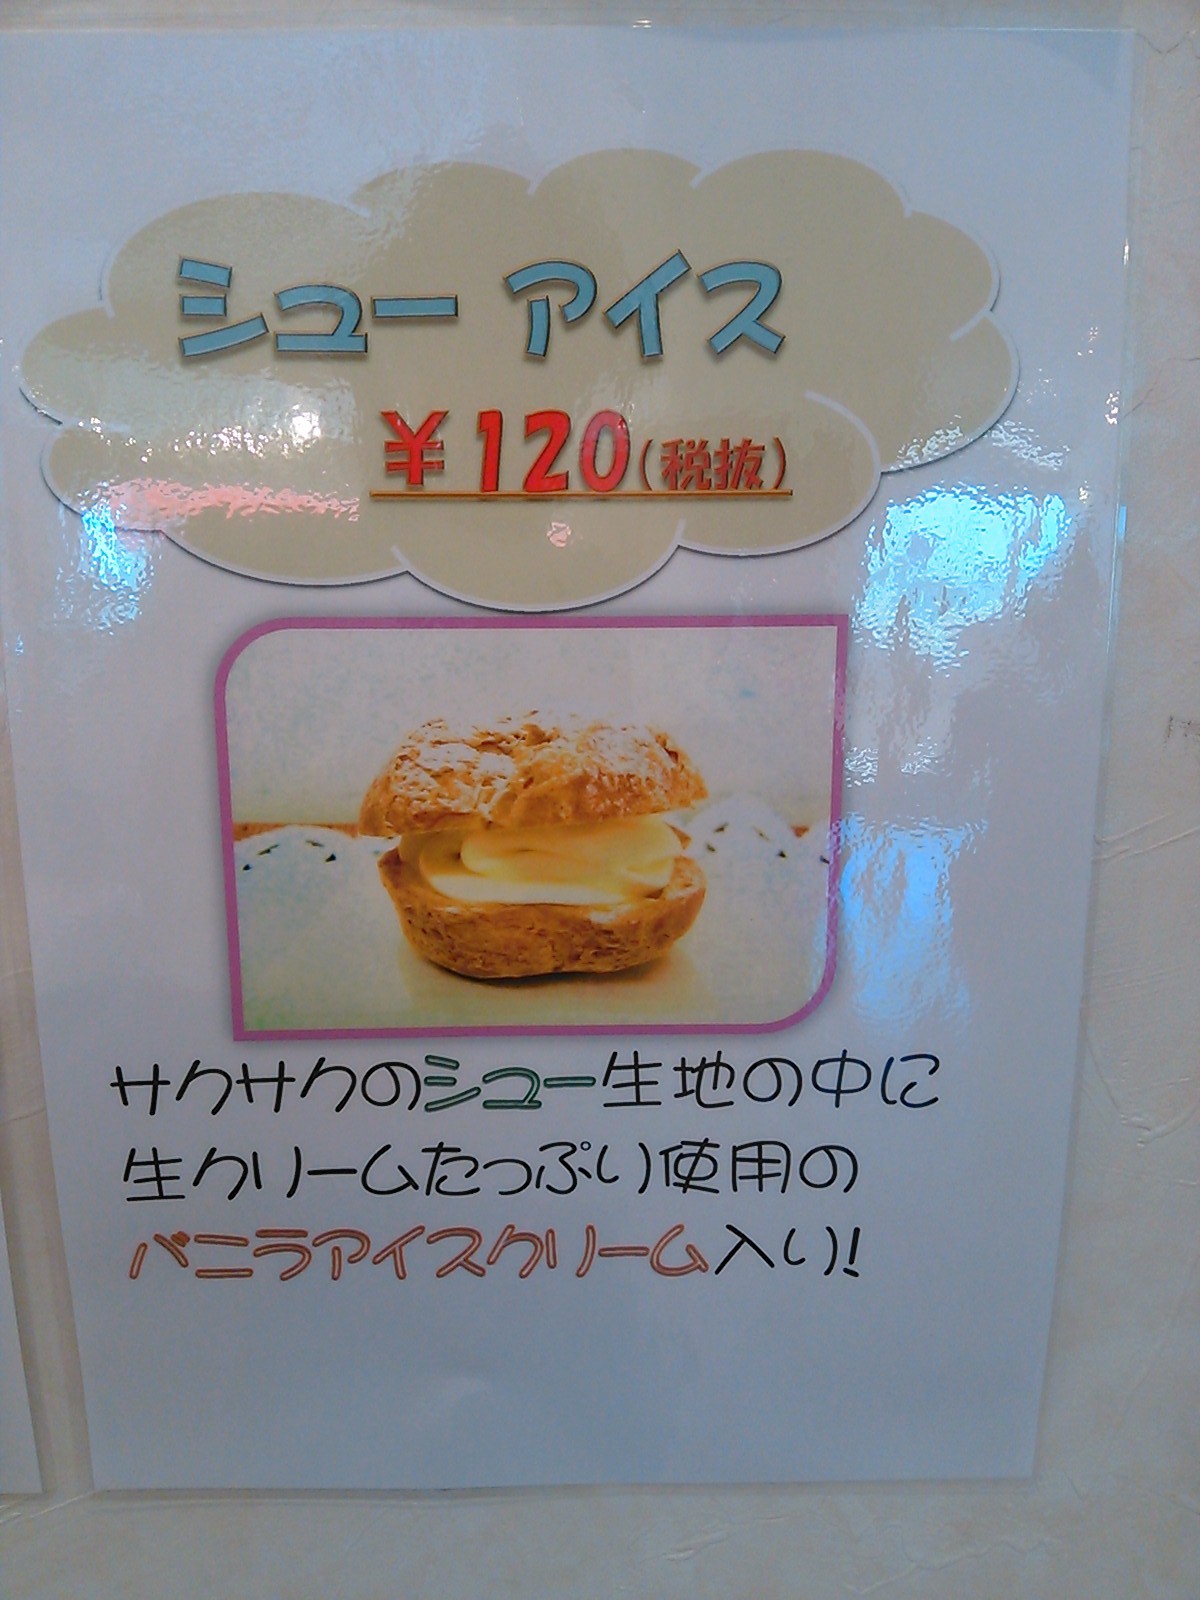 シューアイス
¥120(税抜)
サクサクのシュー生地の中に
生クリームたっぷり使用の
バニラアイスクリーム入り!